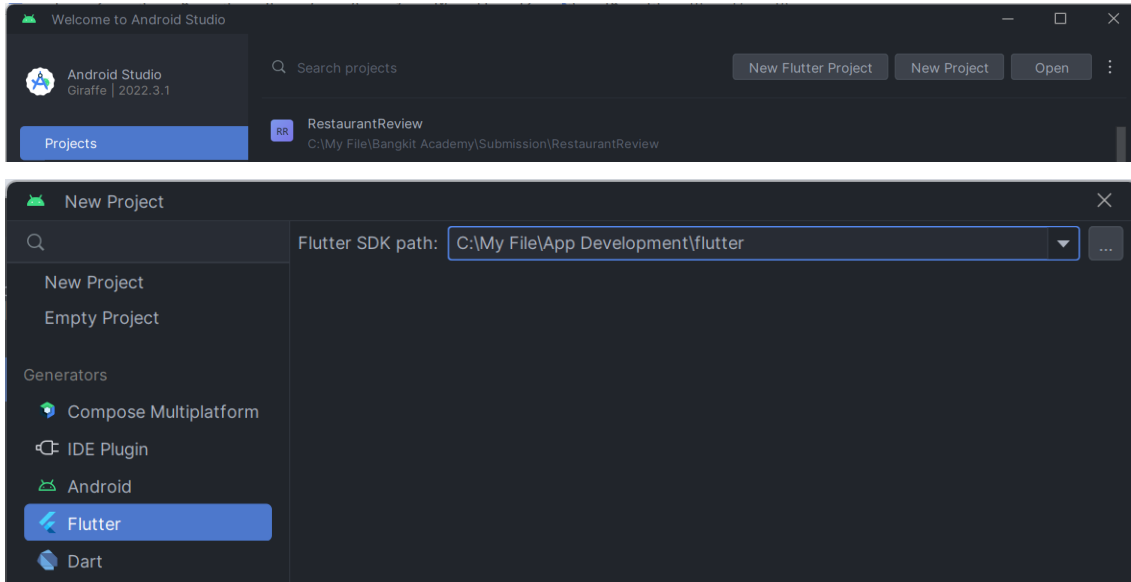 Welcome to Android Studio
Android Studio
Giraffe | 2022.3.1
Search projects
New Flutter Project
New Project
Open
Projects
RR
RestaurantReview
C:\My File\Bangkit Academy\Submission\RestaurantReview
New Project
Flutter SDK path:
C:\My File\App Development\flutter
...
New Project
Empty Project
Generators
Compose Multiplatform
IDE Plugin
Android
Flutter
Dart